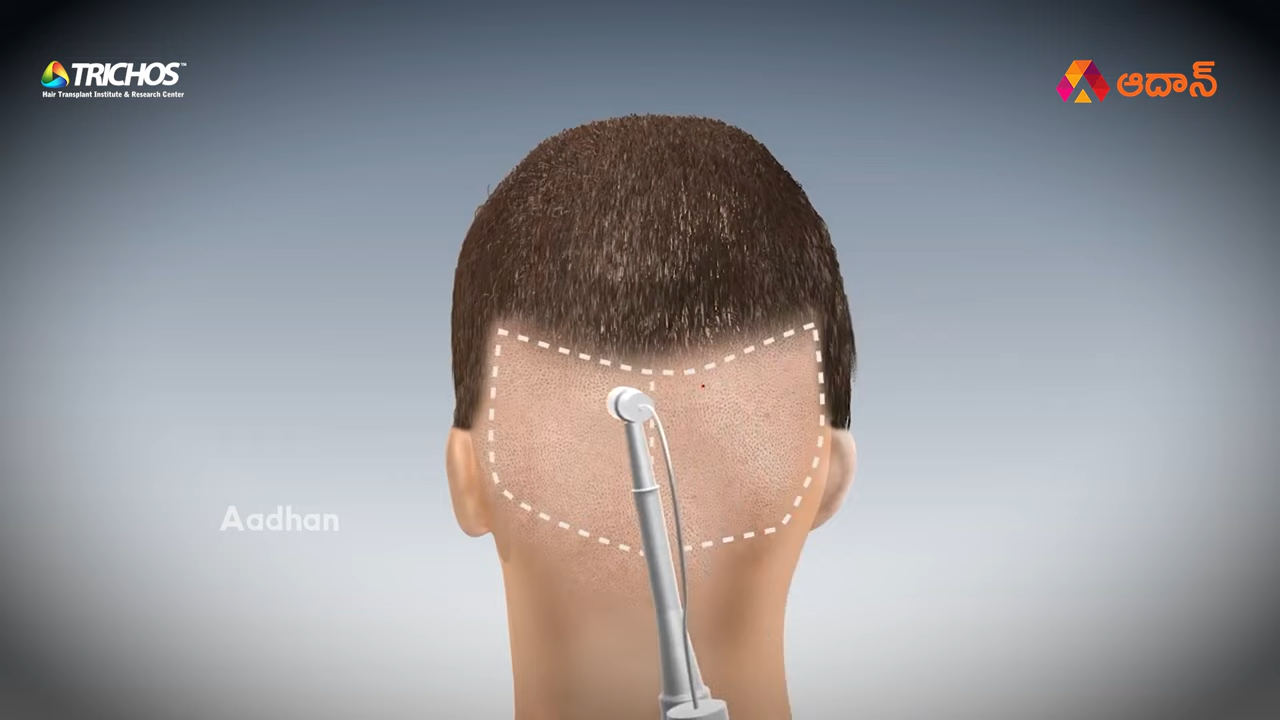 TRICHOS™
Hair Transplant Institute & Research Center
ఆదాన్
Aadhan